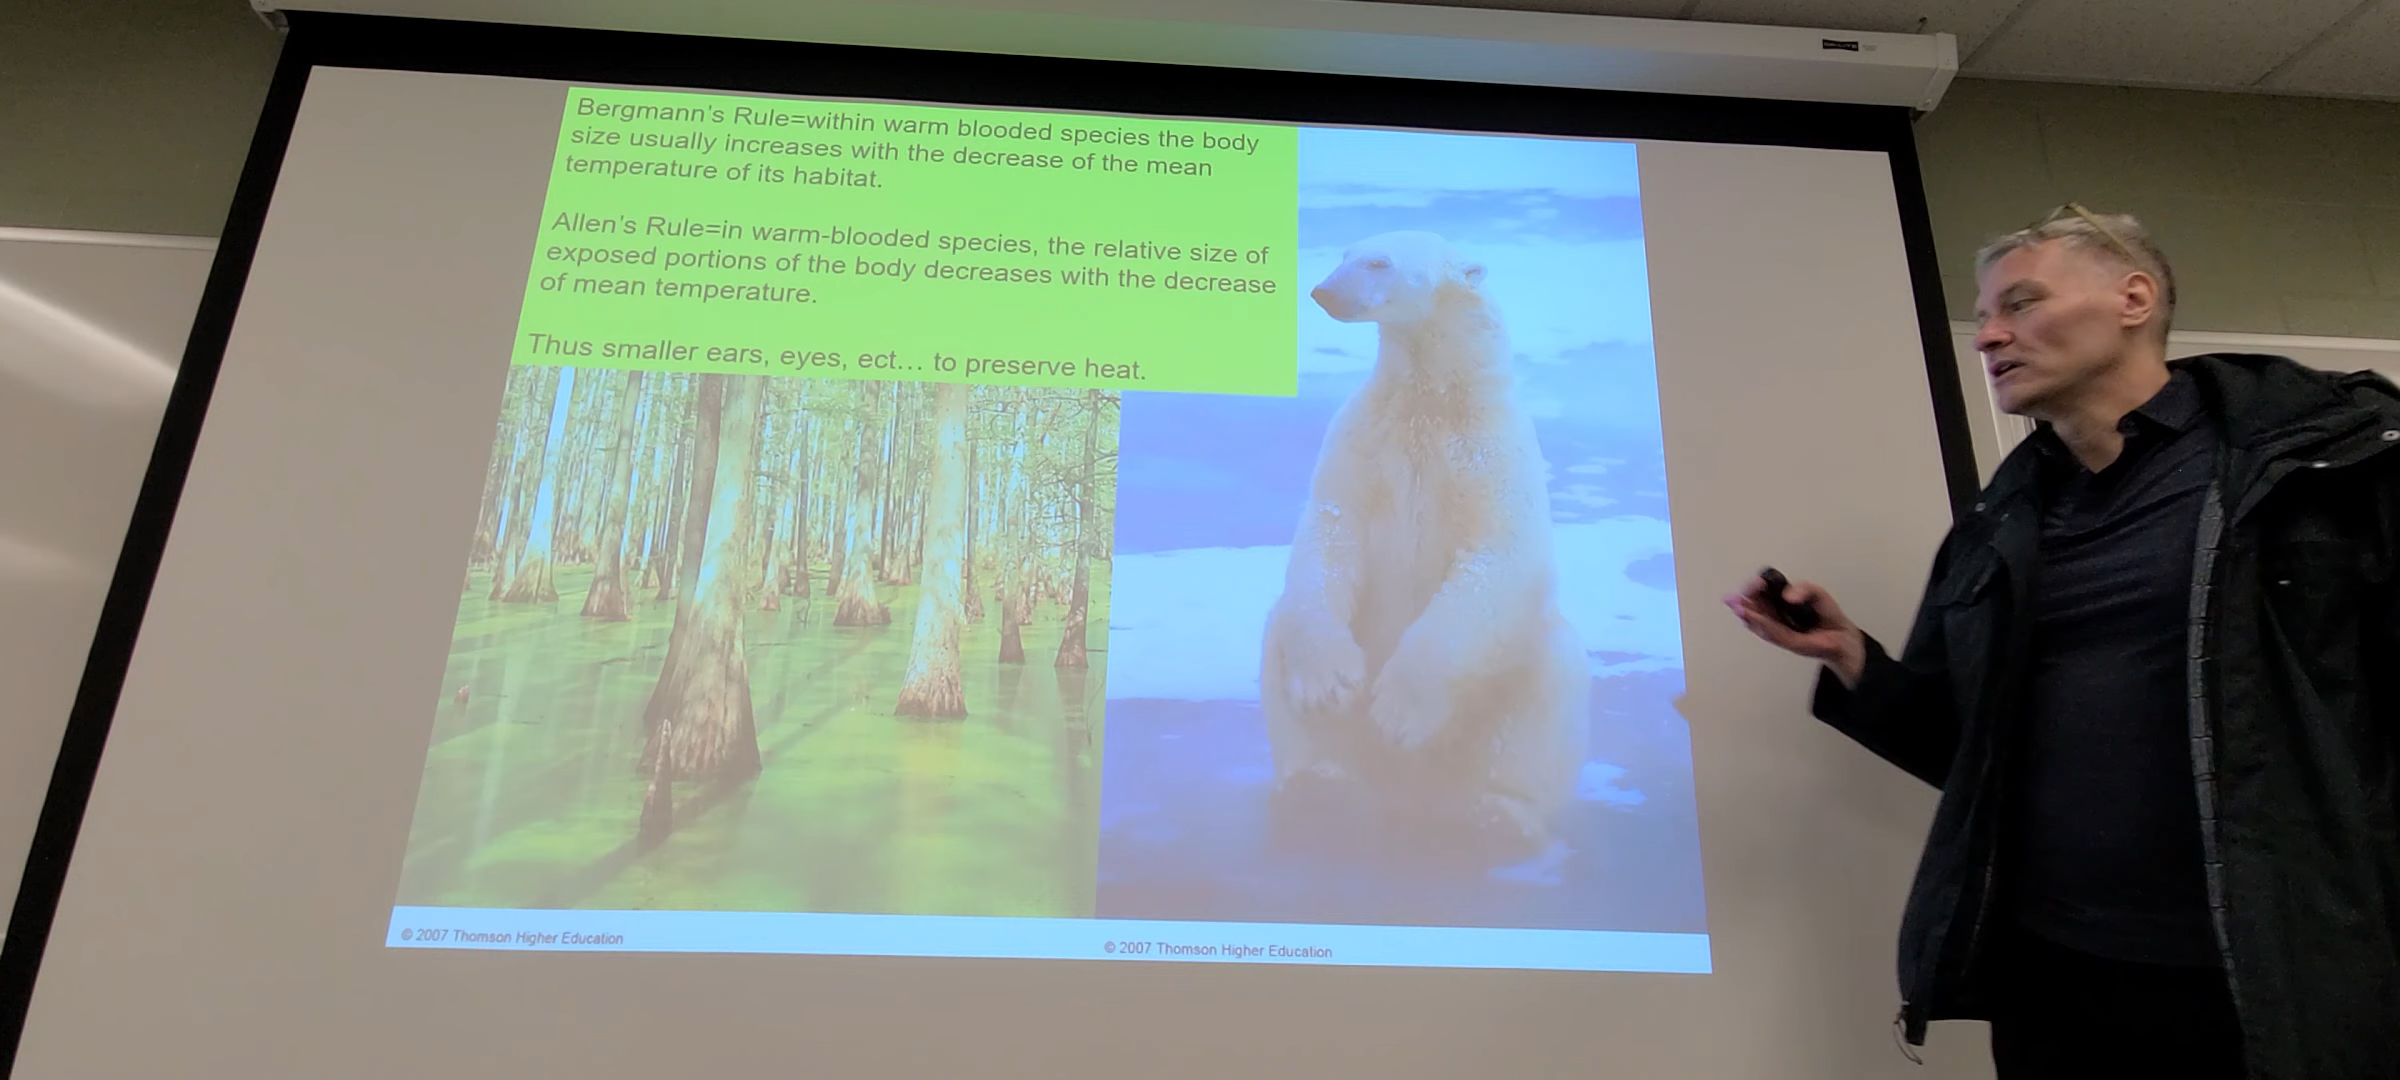 Bergmann's Rule=within warm blooded species the body
size usually increases with the decrease of the mean
temperature of its habitat.
Allen's Rule=in warm-blooded species, the relative size of
exposed portions of the body decreases with the decrease
of mean temperature.
Thus smaller ears, eyes, ect... to preserve heat.
© 2007 Thomson Higher Education
© 2007 Thomson Higher Education